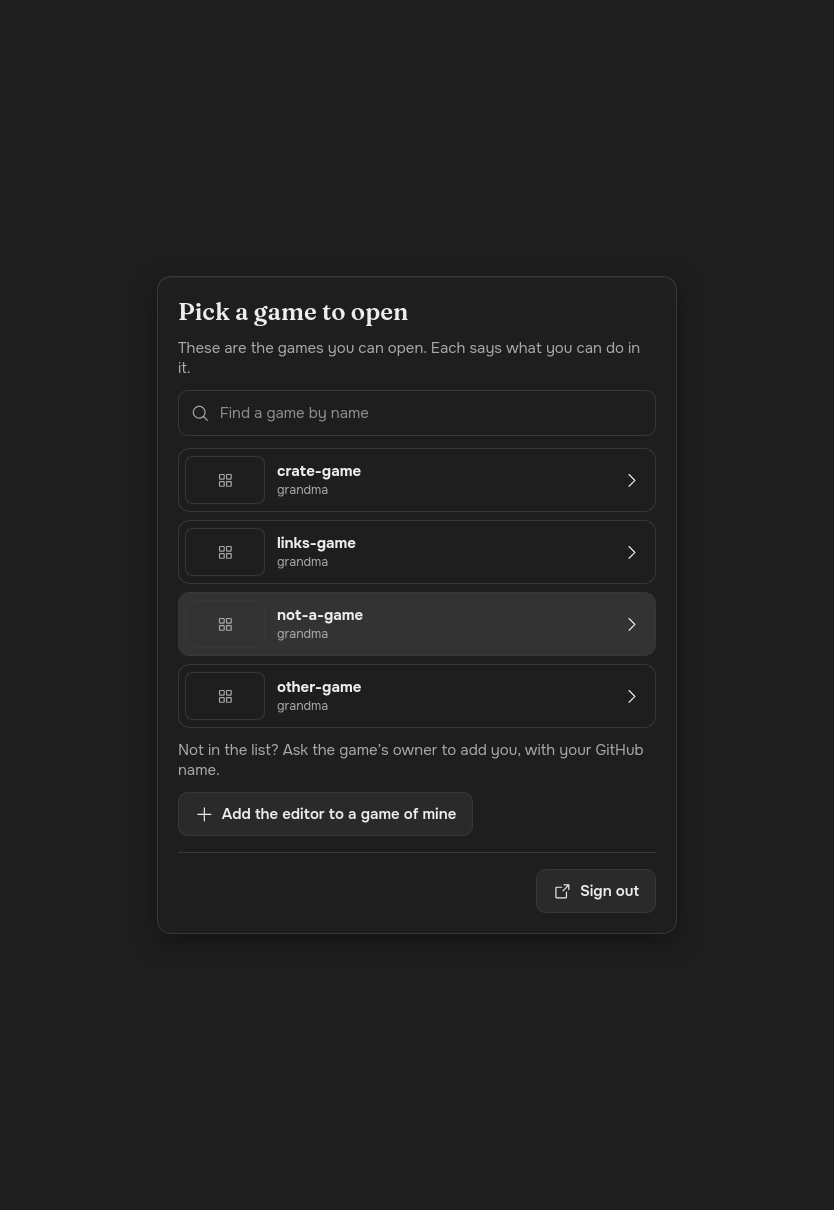 Pick a game to open
These are the games you can open. Each says what you can do in
it.
Find a game by name
crate-game
grandma
links-game
grandma
not-a-game
grandma
other-game
grandma
Not in the list? Ask the game’s owner to add you, with your GitHub
name.
Add the editor to a game of mine
Sign out